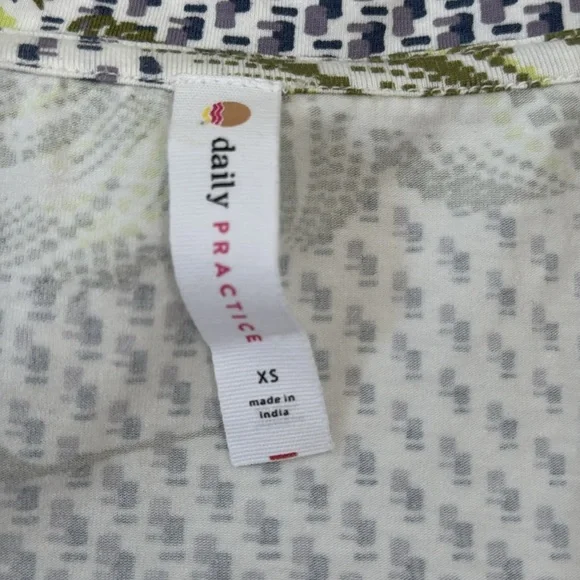 daily PRACTICE
XS
made in
india